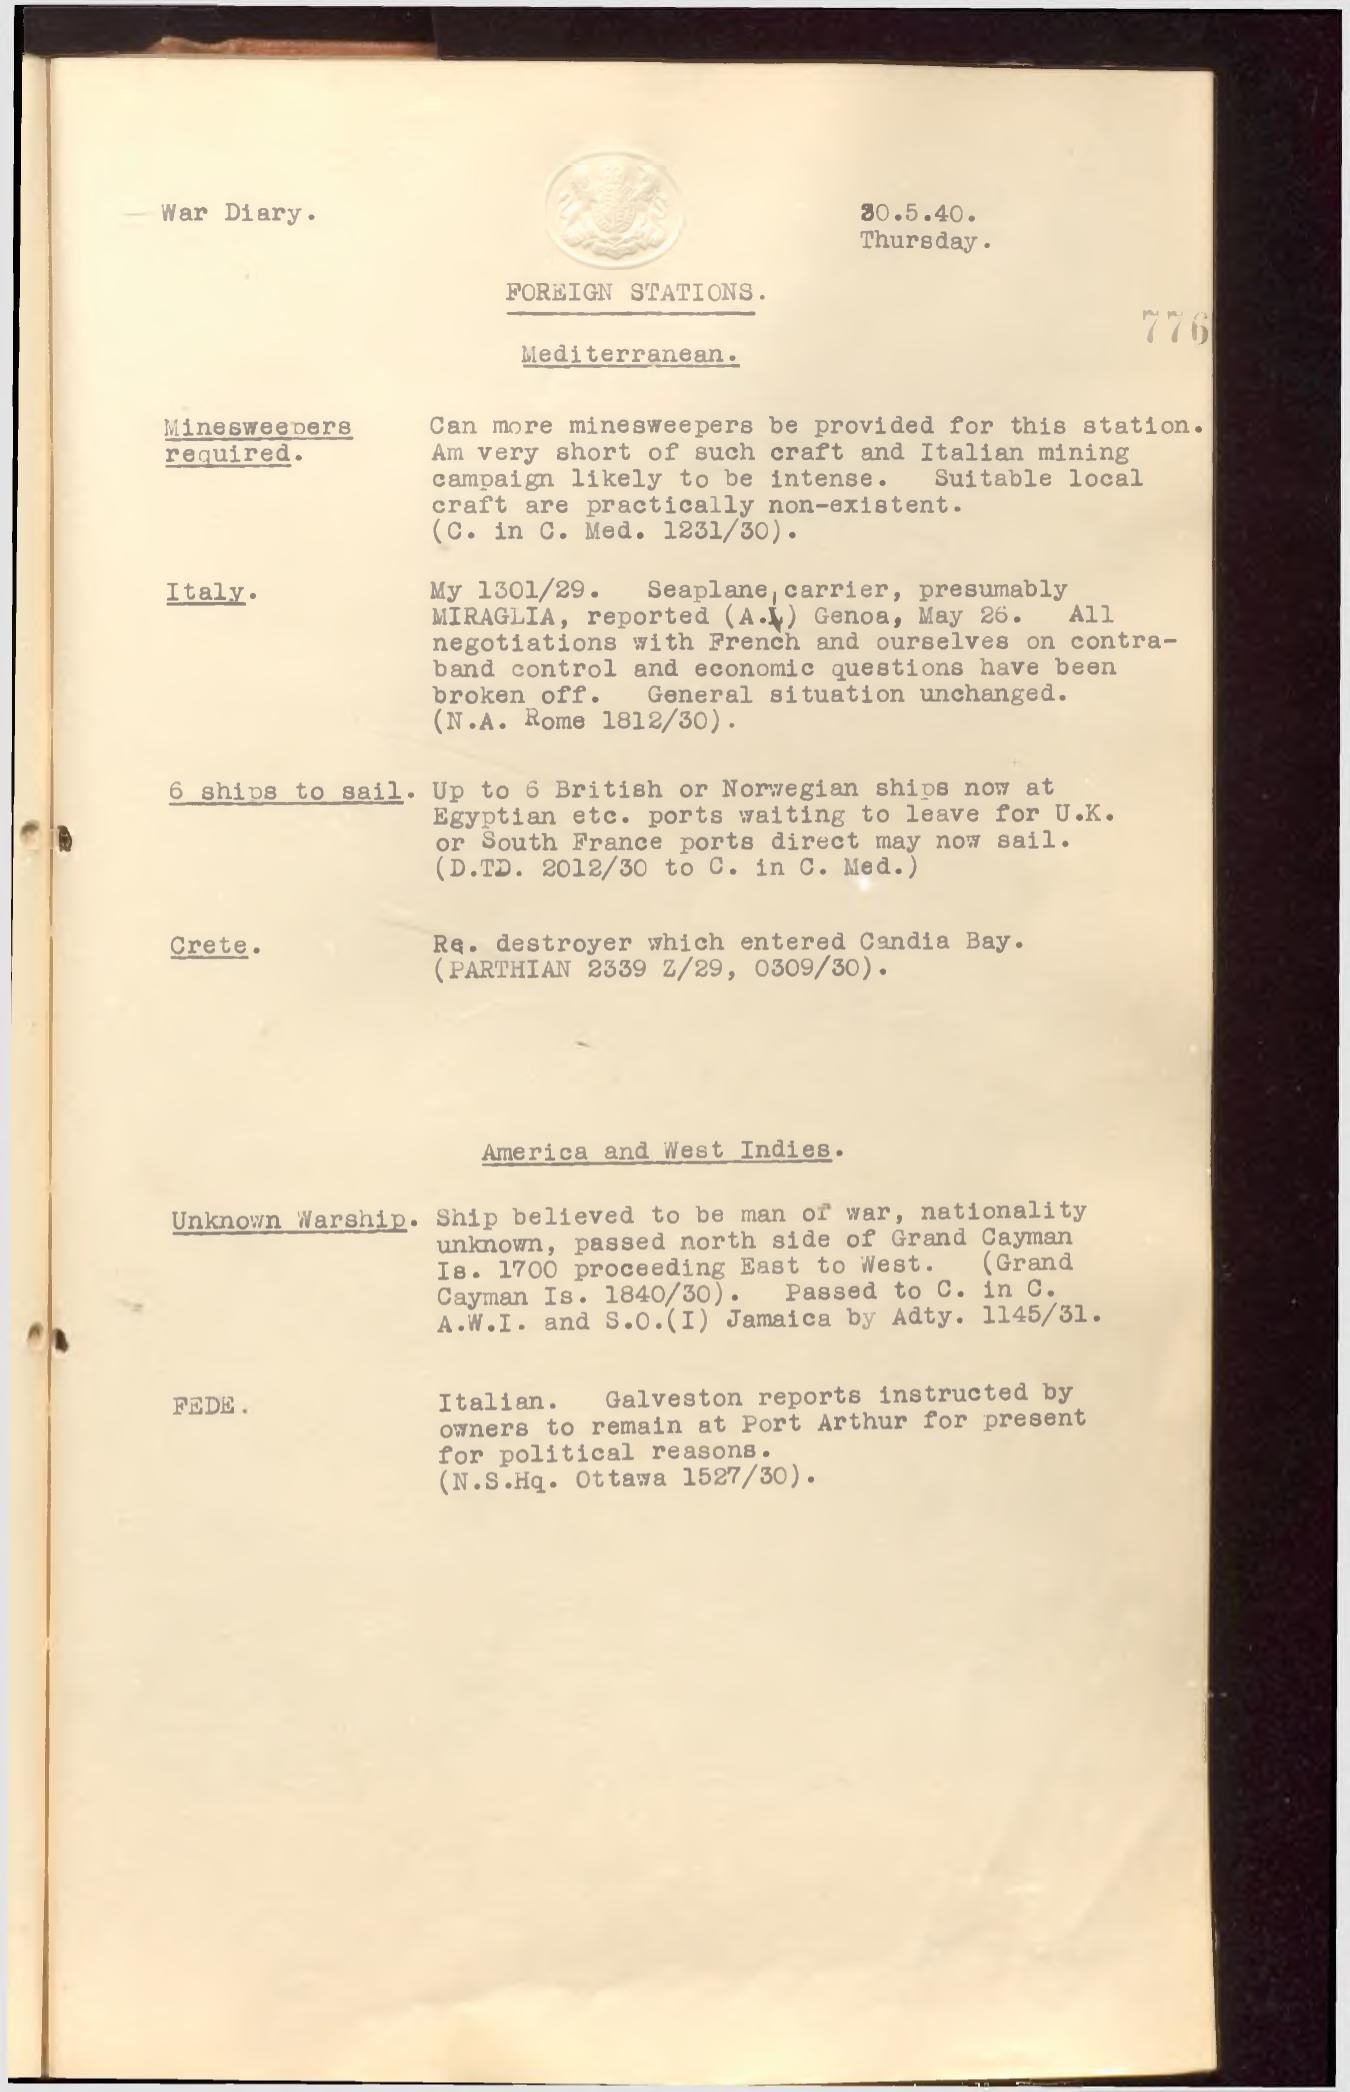 War Diary.
30.5.40.
Thursday.
FOREIGN STATIONS.
776
Mediterranean.
Minesweepers required.
Can more minesweepers be provided for this station.
Am very short of such craft and Italian mining
campaign likely to be intense. Suitable local
craft are practically non-existent.
(C. in C. Med. 1231/30).
Italy.
My 1301/29. Seaplane carrier, presumably
MIRAGLIA, reported (A.) Genoa, May 26. All
negotiations with French and ourselves on contra-
band control and economic questions have been
broken off. General situation unchanged.
(N.A. Rome 1812/30).
6 ships to sail.
Up to 6 British or Norwegian ships now at
Egyptian etc. ports waiting to leave for U.K.
or South France ports direct may now sail.
(D.TD. 2012/30 to C. in C. Med.)
Crete.
Rq. destroyer which entered Candia Bay.
(PARTHIAN 2339 Z/29, 0309/30).
America and West Indies.
Unknown Warship.
Ship believed to be man of war, nationality
unknown, passed north side of Grand Cayman
Is. 1700 proceeding East to West. (Grand
Cayman Is. 1840/30). Passed to C. in C.
A.W.I. and S.O.(I) Jamaica by Adty. 1145/31.
FEDE.
Italian. Galveston reports instructed by
owners to remain at Port Arthur for present
for political reasons.
(N.S.Hq. Ottawa 1527/30).